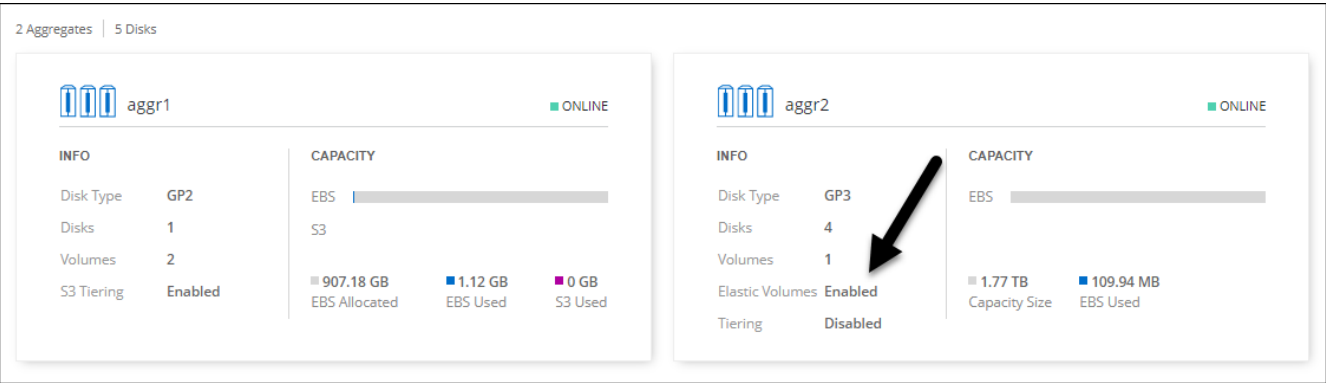 2 Aggregates | 5 Disks
aggr1
ONLINE
INFO
Disk Type GP2
Disks 1
Volumes 2
S3 Tiering Enabled
CAPACITY
EBS
S3
907.18 GB 1.12 GB 0 GB
EBS Allocated EBS Used S3 Used
aggr2
ONLINE
INFO
Disk Type GP3
Disks 4
Volumes 1
Elastic Volumes Enabled
Tiering Disabled
CAPACITY
EBS
1.77 TB 109.94 MB
Capacity Size EBS Used